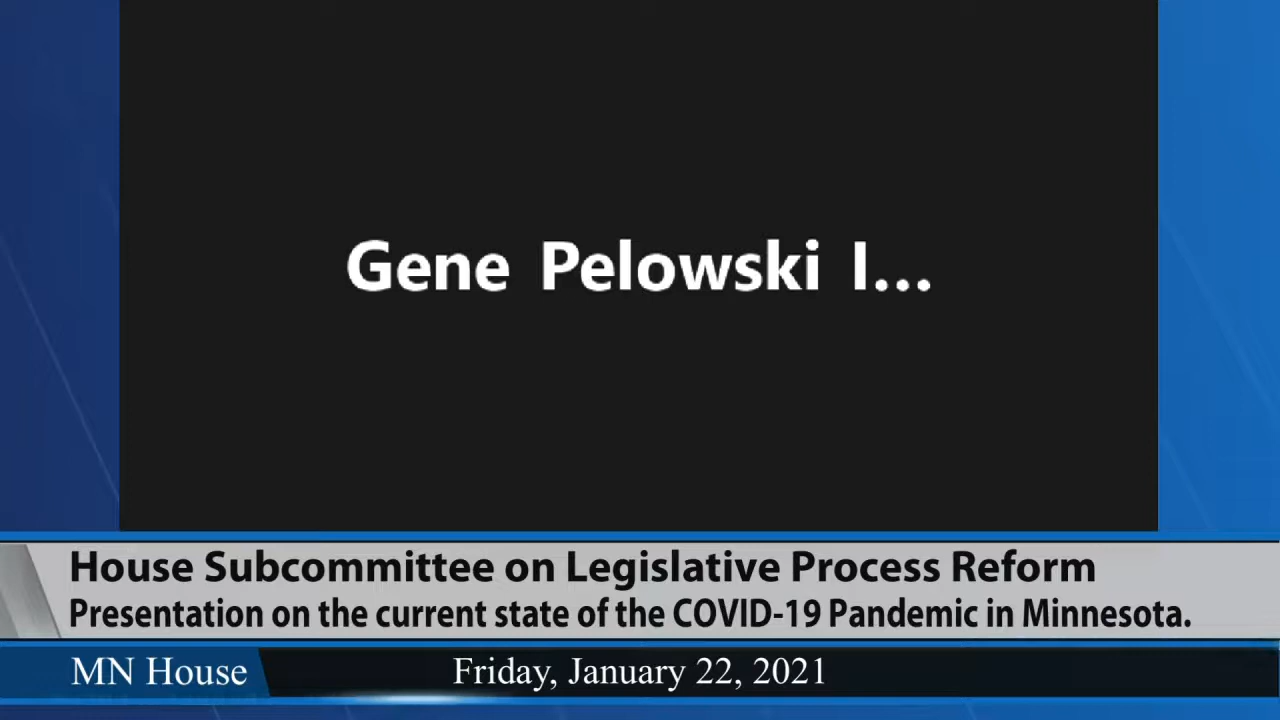 Gene Pelowski I...
House Subcommittee on Legislative Process Reform
Presentation on the current state of the COVID-19 Pandemic in Minnesota.
MN House Friday, January 22, 2021